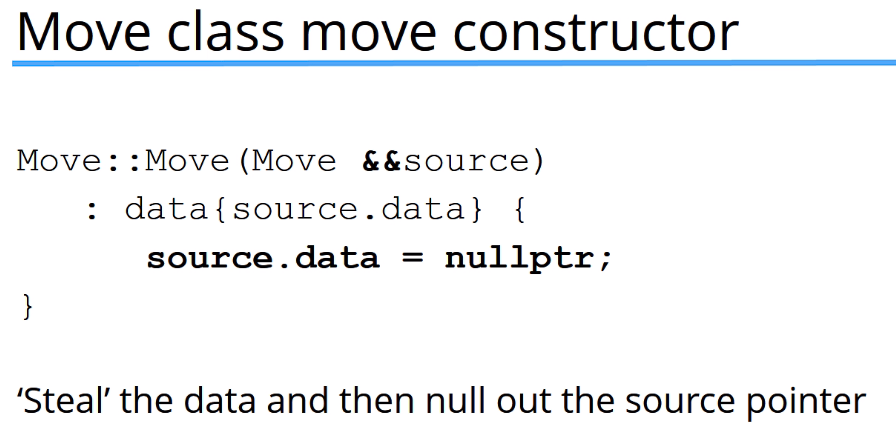 Move class move constructor
Move::Move(Move &&source)
: data{source.data} {
source.data = nullptr;
}
‘Steal’ the data and then null out the source pointer